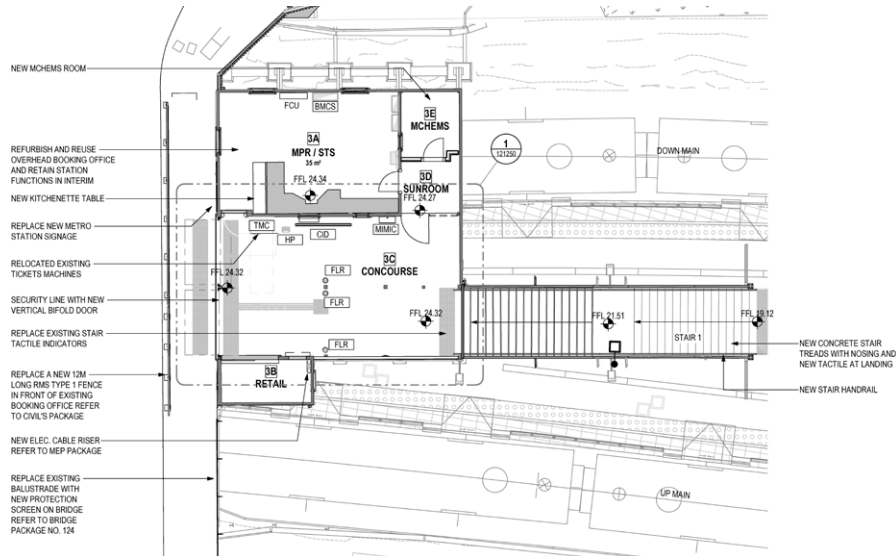 NEW MCHEMS ROOM
REFURBISH AND REUSE
OVERHEAD BOOKING OFFICE
AND RETAIN STATION
FUNCTIONS IN INTERIM
NEW KITCHENETTE TABLE
REPLACE NEW METRO
STATION SIGNAGE
RELOCATED EXISTING
TICKETS MACHINES
SECURITY LINE WITH NEW
VERTICAL BIFOLD DOOR
REPLACE EXISTING STAIR
TACTILE INDICATORS
REPLACE A NEW 12M
LONG RMS TYPE 1 FENCE
IN FRONT OF EXISTING
BOOKING OFFICE REFER
TO CIVIL'S PACKAGE
NEW ELEC. CABLE RISER
REFER TO MEP PACKAGE
REPLACE EXISTING
BALUSTRADE WITH
NEW PROTECTION
SCREEN ON BRIDGE
REFER TO BRIDGE
PACKAGE NO. 124
FCU
BMCS
3A
MPR / STS
35 m²
FFL 24.34
3E
MCHEMS
3D
SUNROOM
FFL 24.27
1
121250
DOWN MAIN
TMC
HP
CID
MIMIC
3C
CONCOURSE
FLR
FLR
FLR
FFL 24.32
FFL 24.32
FFL 21.51
FFL 19.12
STAIR 1
3B
RETAIL
NEW CONCRETE STAIR
TREADS WITH NOSING AND
NEW TACTILE AT LANDING
NEW STAIR HANDRAIL
UP MAIN